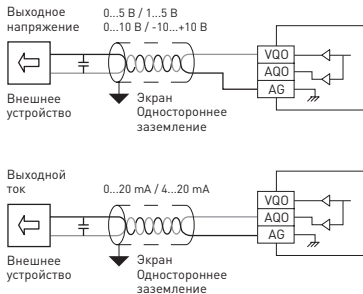 Выходное
напряжение
0...5 В / 1...5 В
0...10 В / -10...+10 В
VQO
AQO
AG
Внешнее
устройство
Экран
Одностороннее
заземление
Выходной
ток
0...20 mA / 4...20 mA
VQO
AQO
AG
Внешнее
устройство
Экран
Одностороннее
заземление